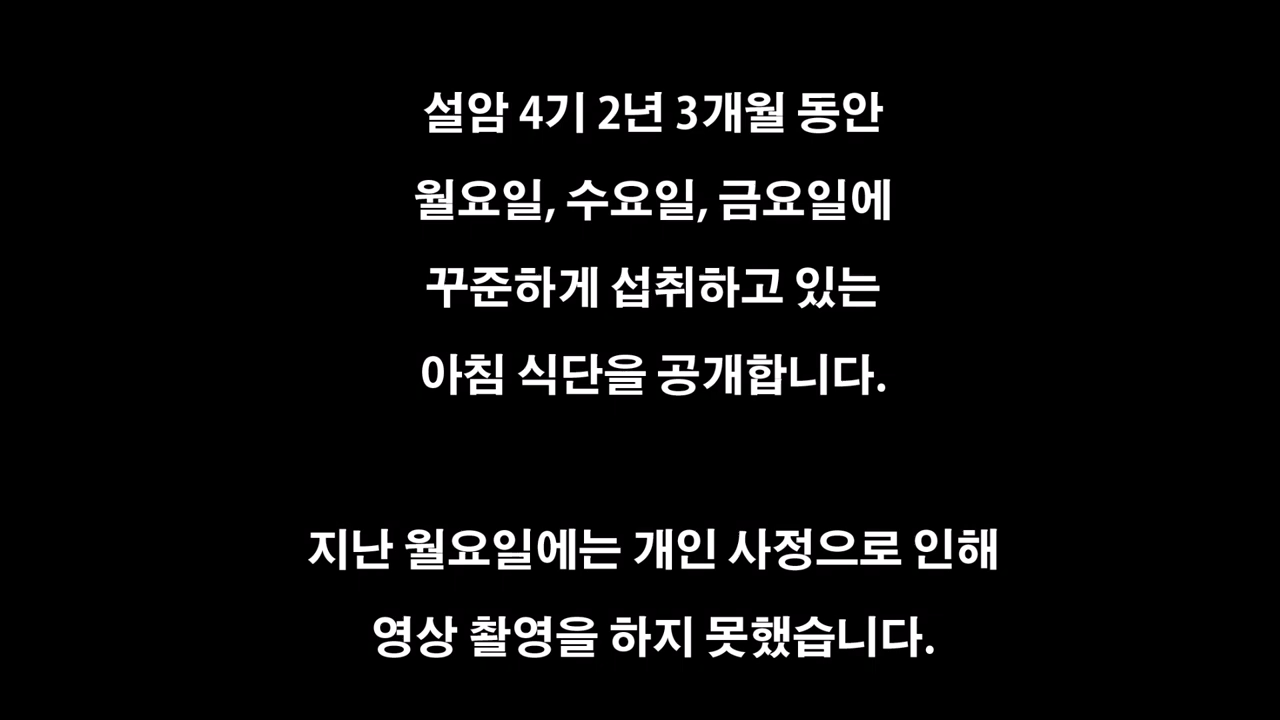 설암 4기 2년 3개월 동안
월요일, 수요일, 금요일에
꾸준하게 섭취하고 있는
아침 식단을 공개합니다.
지난 월요일에는 개인 사정으로 인해
영상 촬영을 하지 못했습니다.